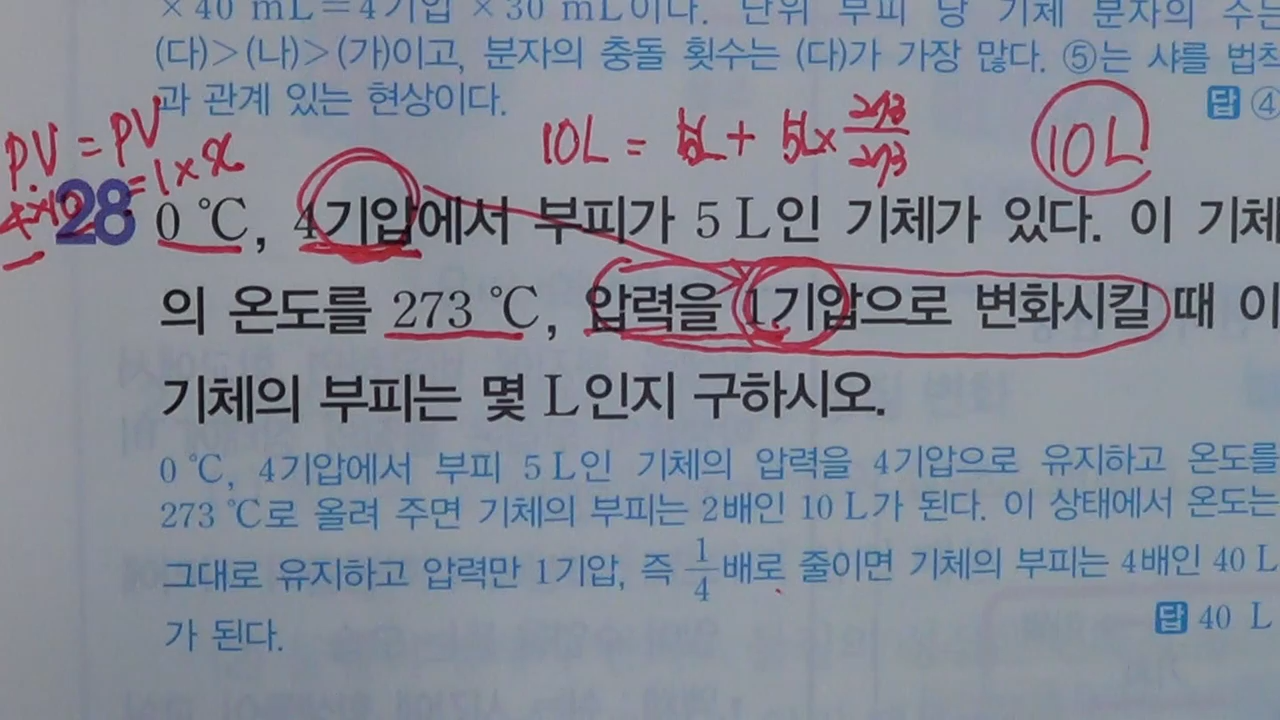 ×40 mL=4기압×30 mL이다. 단위 부피 당 기체 분자의 수는
(다)>(나)>(가)이고, 분자의 충돌 횟수는 (다)가 가장 많다. ⑤는 샤를 법칙
과 관계 있는 현상이다.
답 ④
PV = PV
4×10 = 1×x
10L = 5L + 5L× 273/273
10L
28 0 ℃, 4기압에서 부피가 5 L인 기체가 있다. 이 기체
의 온도를 273 ℃, 압력을 1기압으로 변화시킬 때 이
기체의 부피는 몇 L인지 구하시오.
0 ℃, 4기압에서 부피 5 L인 기체의 압력을 4기압으로 유지하고 온도를
273 ℃로 올려 주면 기체의 부피는 2배인 10 L가 된다. 이 상태에서 온도는
그대로 유지하고 압력만 1기압, 즉 1/4배로 줄이면 기체의 부피는 4배인 40 L
가 된다.
답 40 L